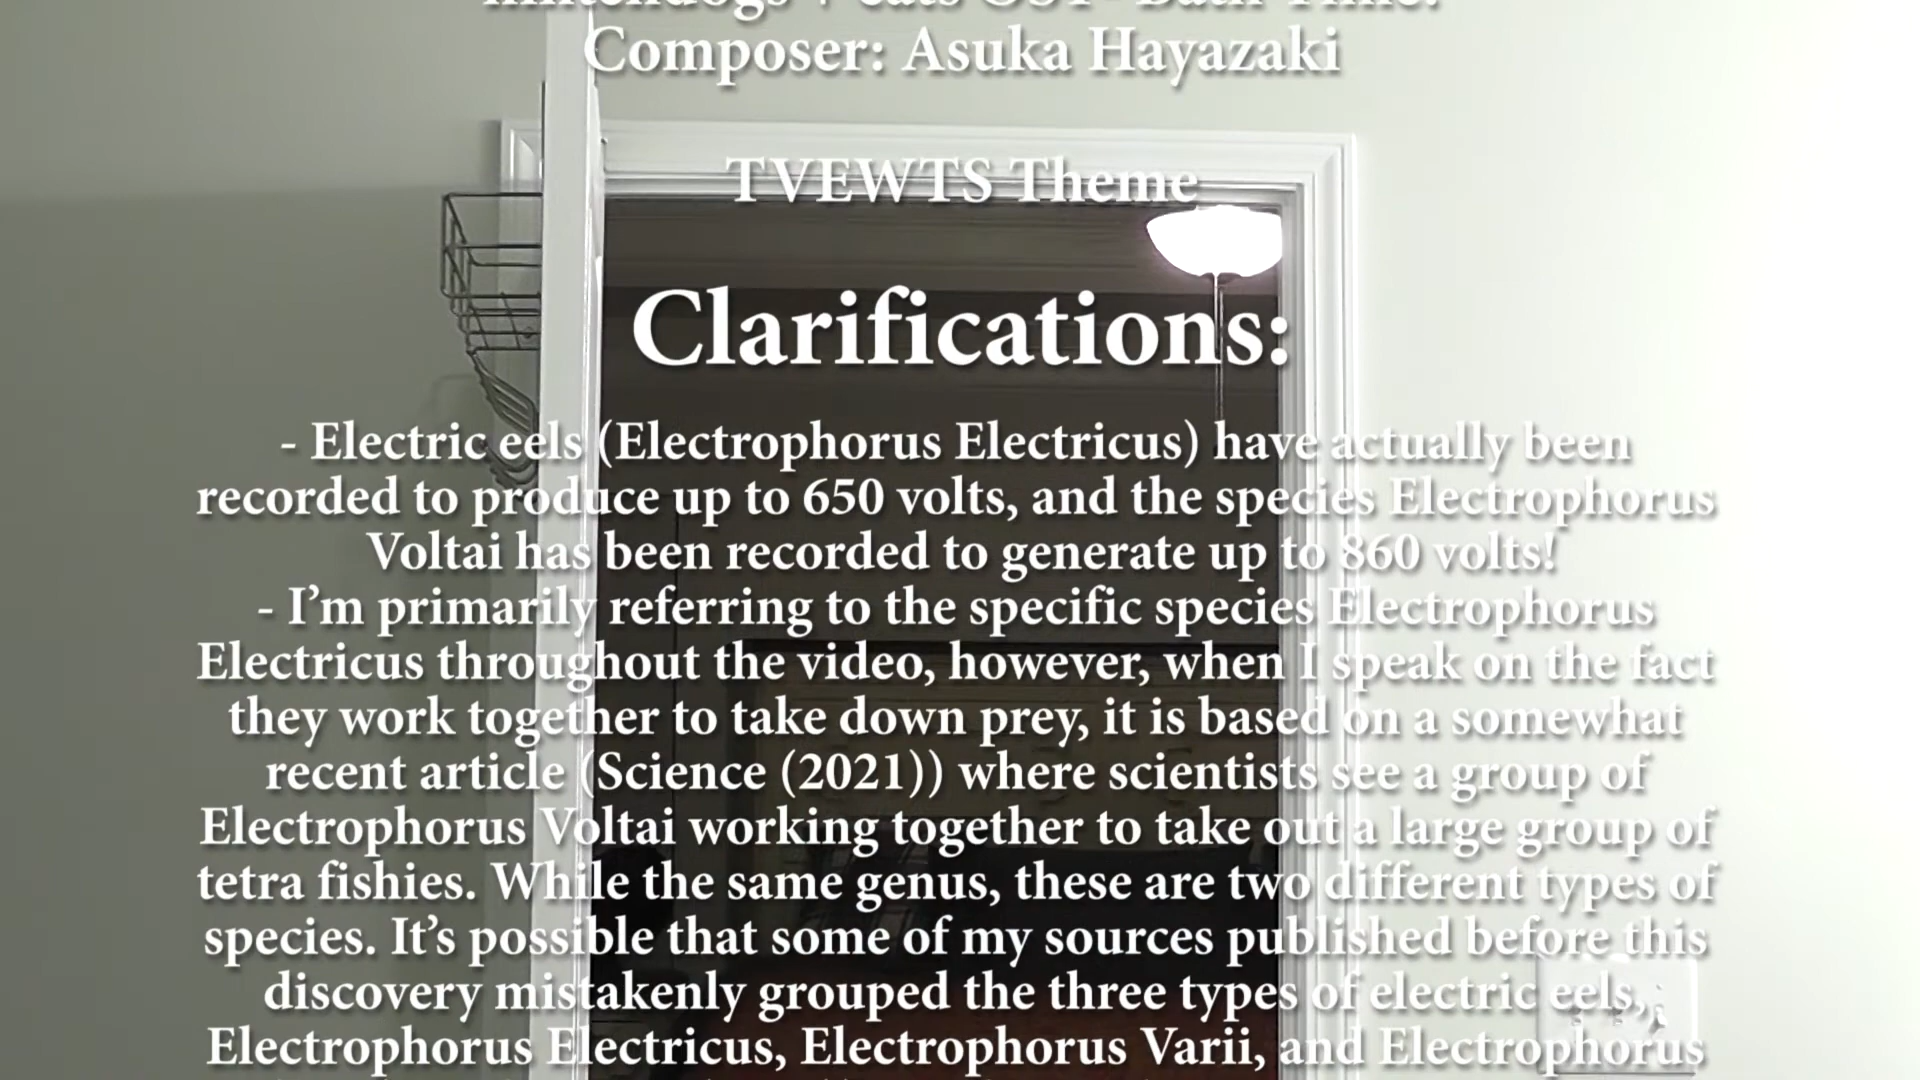 nintendogs + cats OST- Bath Time!
Composer: Asuka Hayazaki
TVEWTS Theme
Clarifications:
- Electric eels (Electrophorus Electricus) have actually been
recorded to produce up to 650 volts, and the species Electrophorus
Voltai has been recorded to generate up to 860 volts!
- I’m primarily referring to the specific species Electrophorus
Electricus throughout the video, however, when I speak on the fact
they work together to take down prey, it is based on a somewhat
recent article (Science (2021)) where scientists see a group of
Electrophorus Voltai working together to take out a large group of
tetra fishies. While the same genus, these are two different types of
species. It’s possible that some of my sources published before this
discovery mistakenly grouped the three types of electric eels,
Electrophorus Electricus, Electrophorus Varii, and Electrophorus